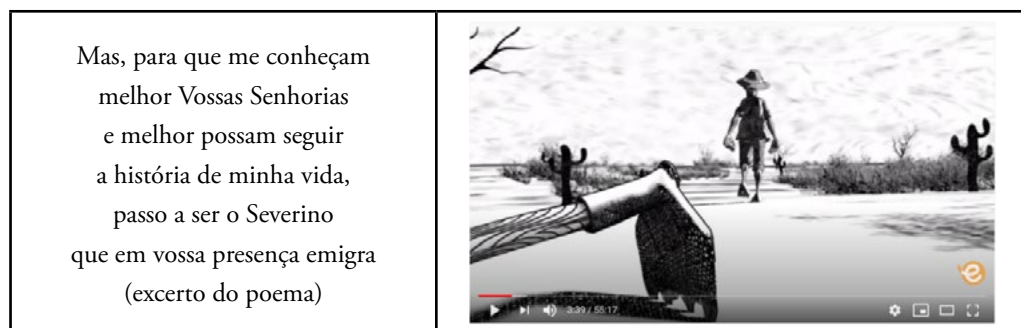 Mas, para que me conheçam
melhor Vossas Senhorias
e melhor possam seguir
a história de minha vida,
passo a ser o Severino
que em vossa presença emigra
(excerto do poema)
3:39 / 55:17